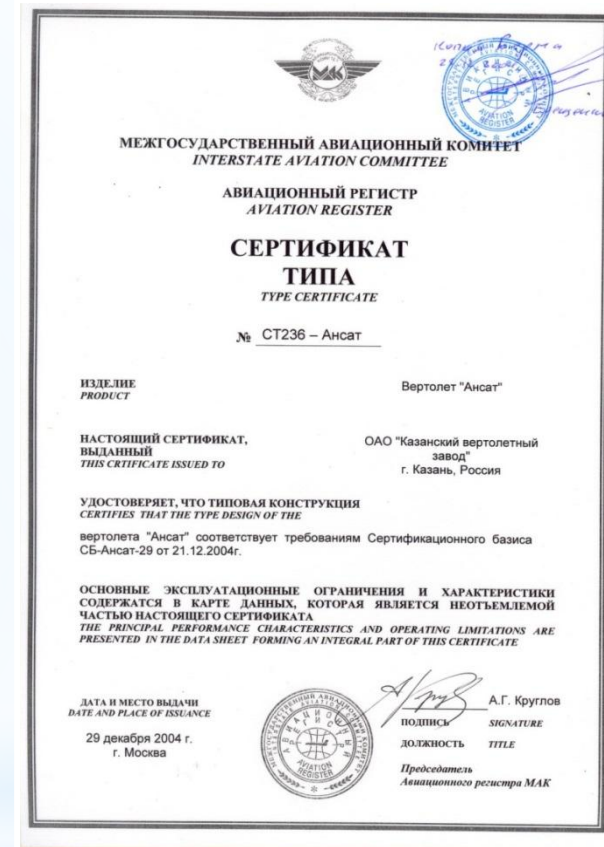 МАК
МЕЖГОСУДАРСТВЕННЫЙ АВИАЦИОННЫЙ КОМИТЕТ
INTERSTATE AVIATION COMMITTEE
АВИАЦИОННЫЙ РЕГИСТР
AVIATION REGISTER
СЕРТИФИКАТ
ТИПА
TYPE CERTIFICATE
№ СТ236 – Ансат
ИЗДЕЛИЕ
PRODUCT
Вертолет "Ансат"
НАСТОЯЩИЙ СЕРТИФИКАТ,
ВЫДАННЫЙ
THIS CRTIFICATE ISSUED TO
ОАО "Казанский вертолетный
завод"
г. Казань, Россия
УДОСТОВЕРЯЕТ, ЧТО ТИПОВАЯ КОНСТРУКЦИЯ
CERTIFIES THAT THE TYPE DESIGN OF THE
вертолета "Ансат" соответствует требованиям Сертификационного базиса
СБ-Ансат-29 от 21.12.2004г.
ОСНОВНЫЕ ЭКСПЛУАТАЦИОННЫЕ ОГРАНИЧЕНИЯ И ХАРАКТЕРИСТИКИ
СОДЕРЖАТСЯ В КАРТЕ ДАННЫХ, КОТОРАЯ ЯВЛЯЕТСЯ НЕОТЪЕМЛЕМОЙ
ЧАСТЬЮ НАСТОЯЩЕГО СЕРТИФИКАТА
THE PRINCIPAL PERFORMANCE CHARACTERISTICS AND OPERATING LIMITATIONS ARE
PRESENTED IN THE DATA SHEET FORMING AN INTEGRAL PART OF THIS CERTIFICATE
ДАТА И МЕСТО ВЫДАЧИ
DATE AND PLACE OF ISSUANCE
29 декабря 2004 г.
г. Москва
МЕЖГОСУДАРСТВЕННЫЙ АВИАЦИОННЫЙ КОМИТЕТ
АВИАЦИОННЫЙ
РЕГИСТР
AVIATION
REGISTER
А.Г. Круглов
ПОДПИСЬ SIGNATURE
ДОЛЖНОСТЬ TITLE
Председатель
Авиационного регистра МАК